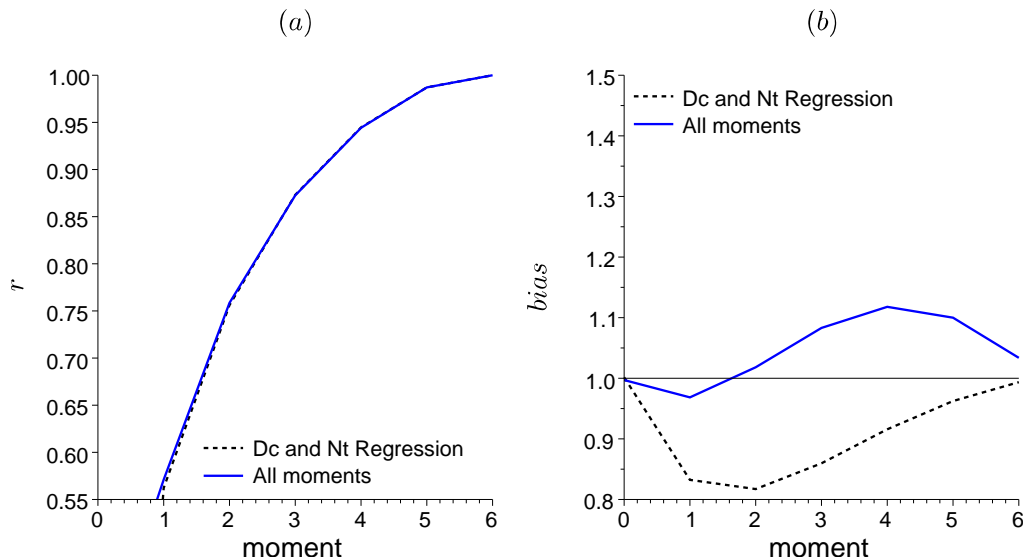 (a)
1.00
0.95
0.90
0.85
0.80
0.75
0.70
0.65
0.60
0.55
r
Dc and Nt Regression
All moments
0 1 2 3 4 5 6
moment
(b)
1.5
1.4
1.3
1.2
1.1
1.0
0.9
0.8
bias
Dc and Nt Regression
All moments
0 1 2 3 4 5 6
moment